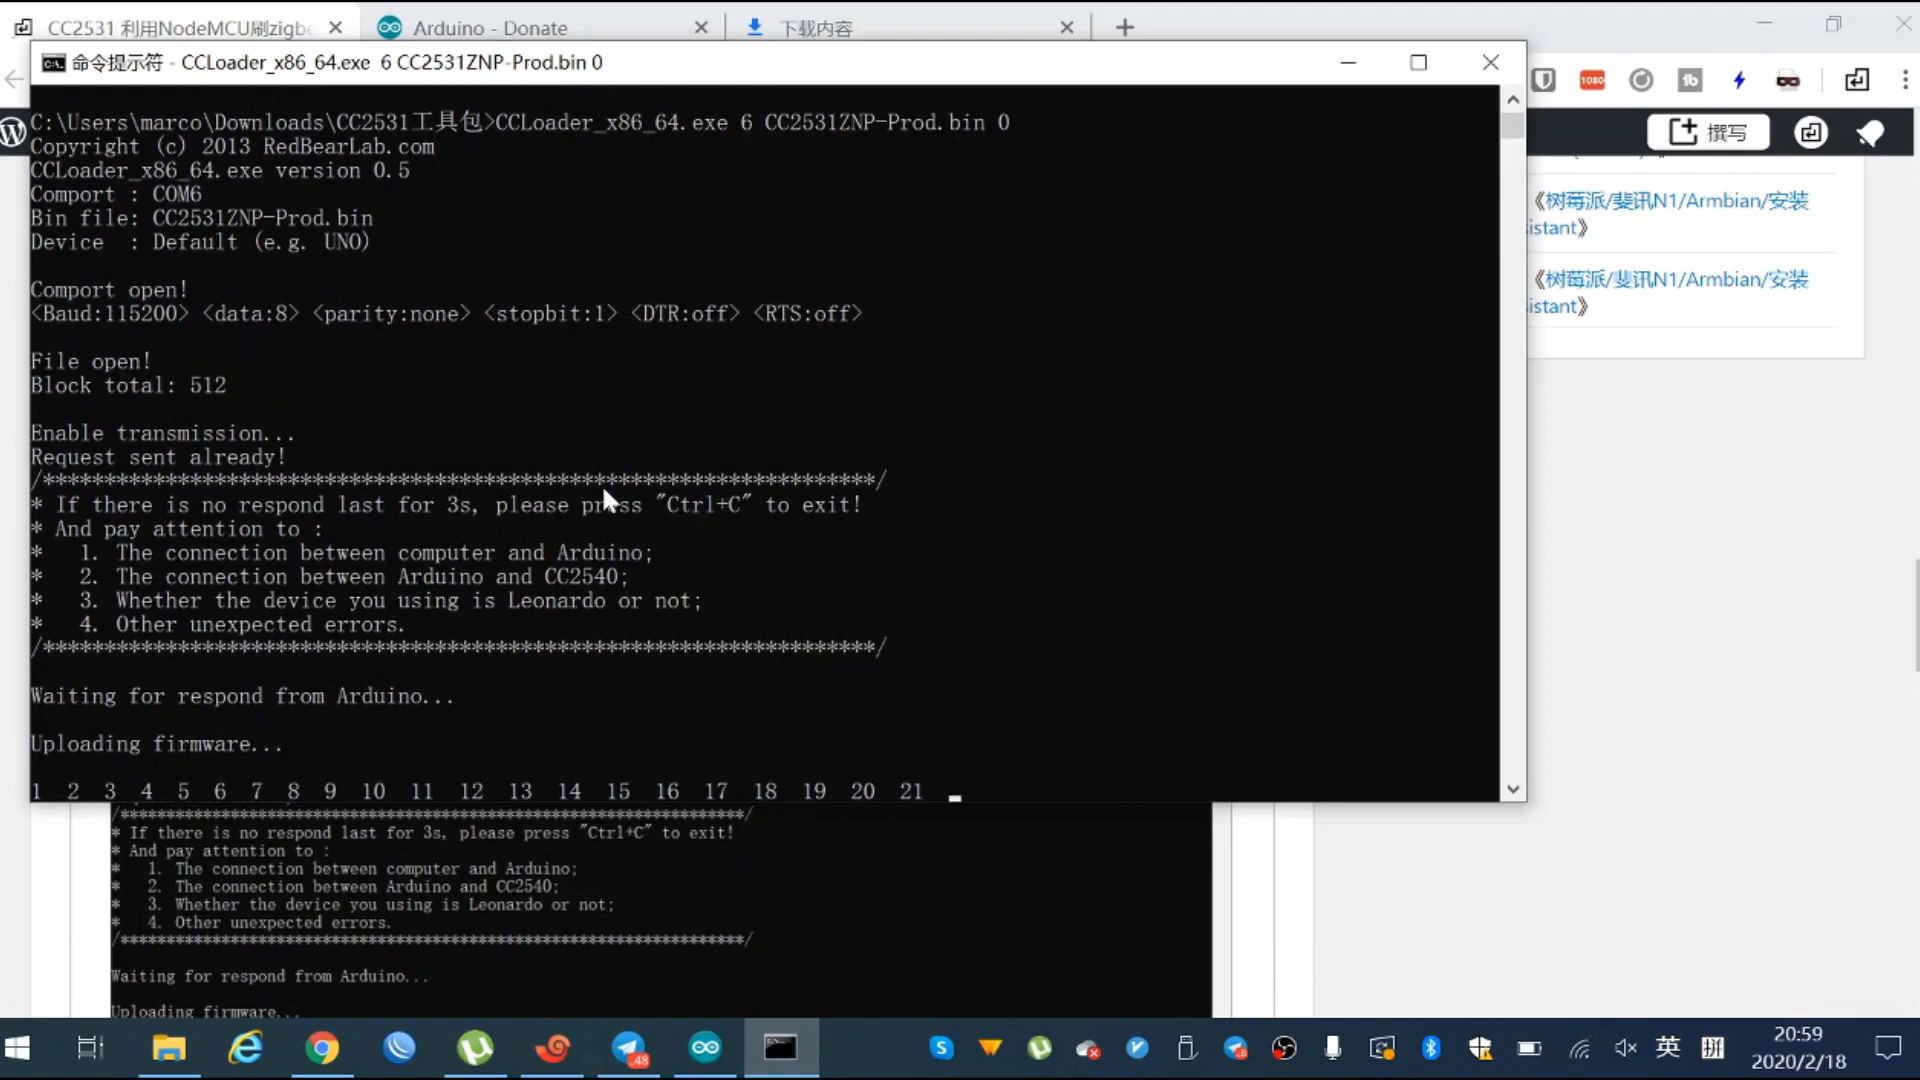 CC2531 利用NodeMCU刷zigbe
Arduino - Donate
下载内容
命令提示符 - CCLoader_x86_64.exe  6 CC2531ZNP-Prod.bin 0
1080
撰写
C:\Users\marco\Downloads\CC2531工具包>CCLoader_x86_64.exe 6 CC2531ZNP-Prod.bin 0
Copyright (c) 2013 RedBearLab.com
CCLoader_x86_64.exe version 0.5
Comport : COM6
Bin file: CC2531ZNP-Prod.bin
Device  : Default (e.g. UNO)
Comport open!
<Baud:115200> <data:8> <parity:none> <stopbit:1> <DTR:off> <RTS:off>
File open!
Block total: 512
Enable transmission...
Request sent already!
/********************************************************************/
* If there is no respond last for 3s, please press "Ctrl+C" to exit!
* And pay attention to :
*   1. The connection between computer and Arduino;
*   2. The connection between Arduino and CC2540;
*   3. Whether the device you using is Leonardo or not;
*   4. Other unexpected errors.
/********************************************************************/
Waiting for respond from Arduino...
Uploading firmware...
1  2  3  4  5  6  7  8  9  10  11  12  13  14  15  16  17  18  19  20  21
《树莓派/斐讯N1/Armbian/安装
istant》
《树莓派/斐讯N1/Armbian/安装
istant》
/********************************************************************/
* If there is no respond last for 3s, please press "Ctrl+C" to exit!
* And pay attention to :
*   1. The connection between computer and Arduino;
*   2. The connection between Arduino and CC2540;
*   3. Whether the device you using is Leonardo or not;
*   4. Other unexpected errors.
/********************************************************************/
Waiting for respond from Arduino...
Uploading firmware...
48
英
拼
20:59
2020/2/18